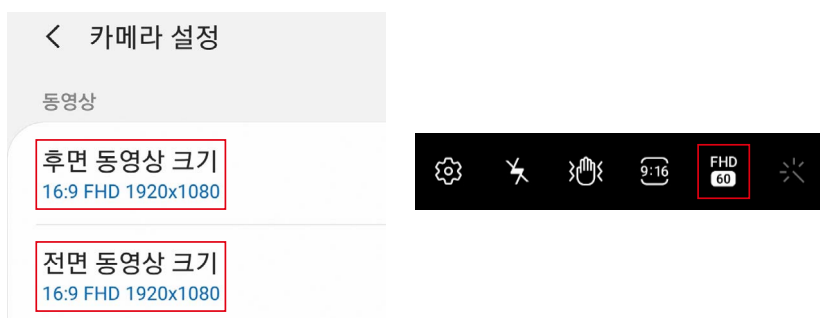 카메라 설정
동영상
후면 동영상 크기
16:9 FHD 1920x1080
전면 동영상 크기
16:9 FHD 1920x1080
9:16
FHD
60